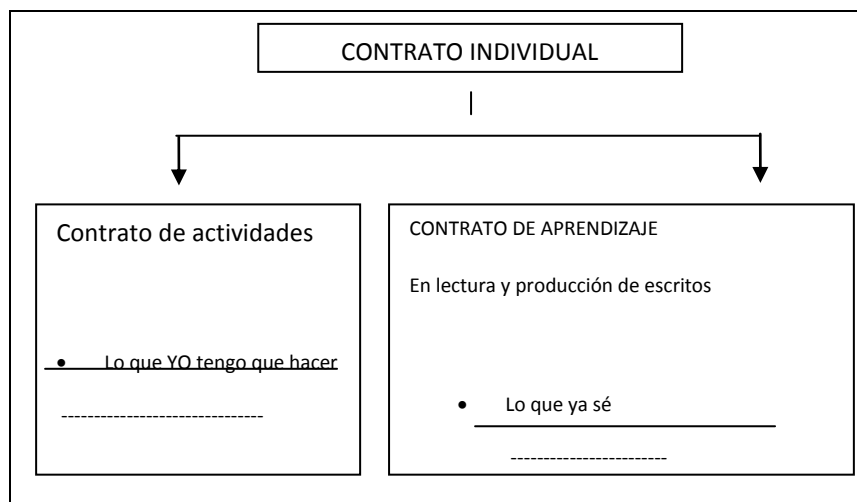 CONTRATO INDIVIDUAL
Contrato de actividades
• Lo que YO tengo que hacer
------------------------------
CONTRATO DE APRENDIZAJE
En lectura y producción de escritos
• Lo que ya sé
-----------------------